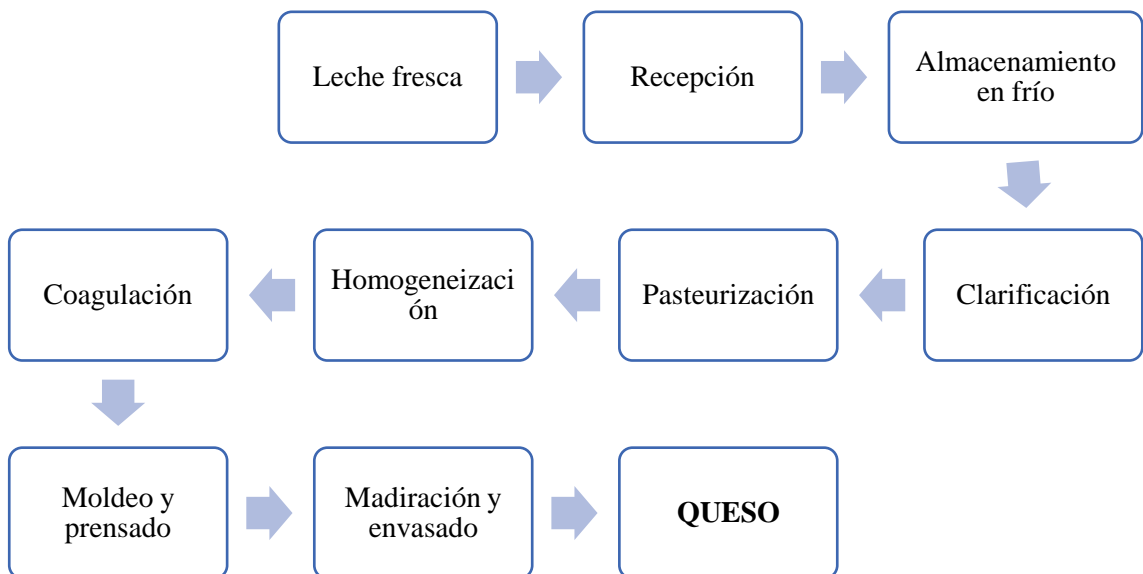 Leche fresca
Recepción
Almacenamiento
en frío
Clarificación
Pasteurización
Homogeneizaci
ón
Coagulación
Moldeo y
prensado
Madiración y
envasado
QUESO